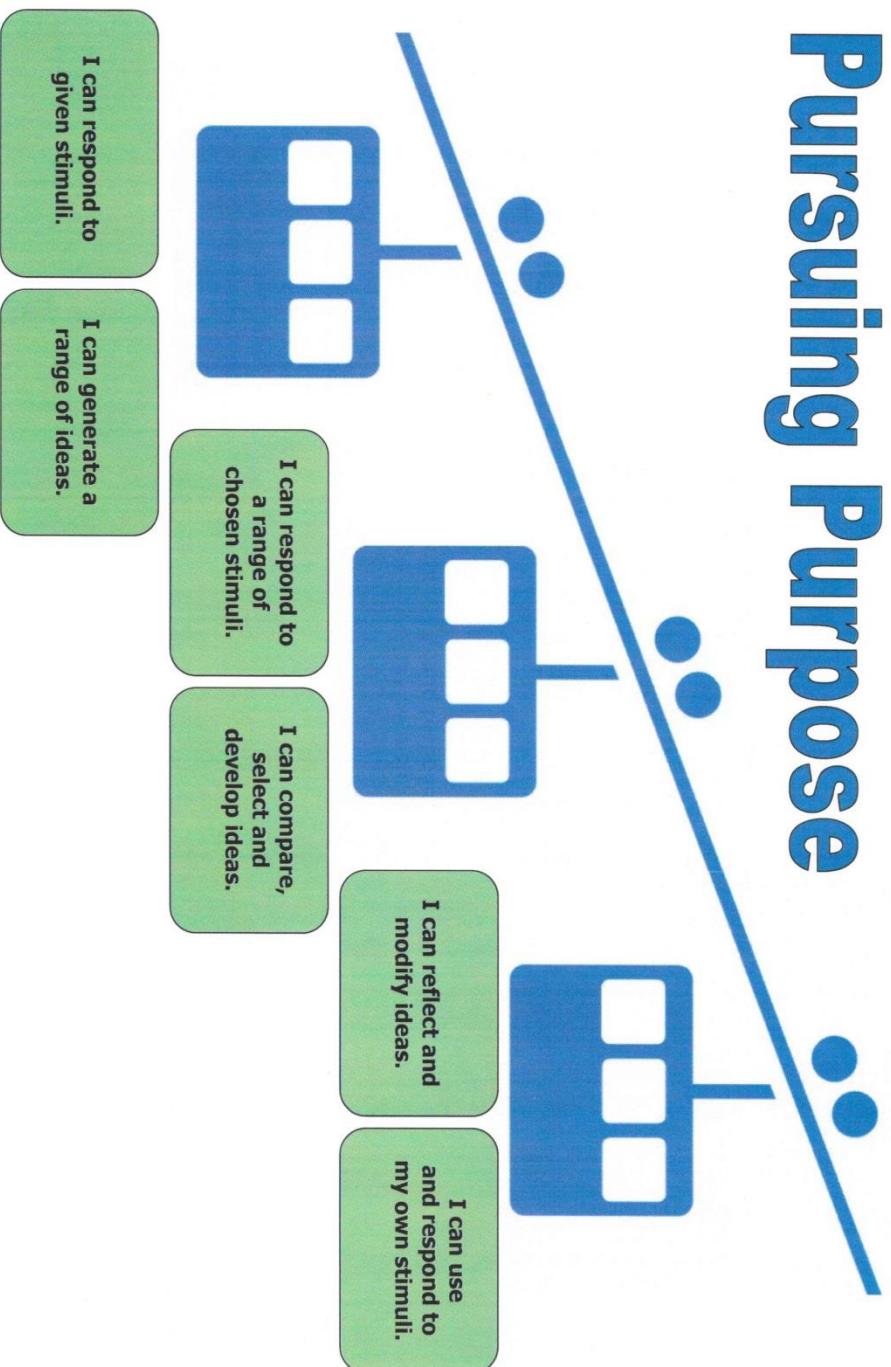 Pursuing Purpose
I can respond to
given stimuli.
I can generate a
range of ideas.
I can respond to
a range of
chosen stimuli.
I can compare,
select and
develop ideas.
I can reflect and
modify ideas.
I can use
and respond to
my own stimuli.